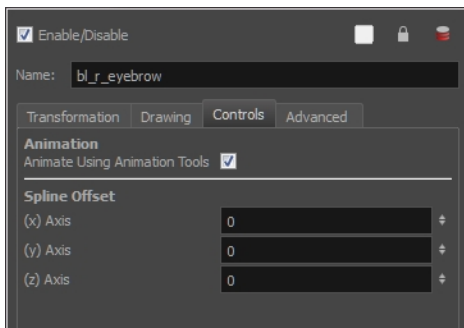 Enable/Disable
Name: bl_r_eyebrow
Transformation Drawing Controls Advanced
Animation
Animate Using Animation Tools
Spline Offset
(x) Axis 0
(y) Axis 0
(z) Axis 0